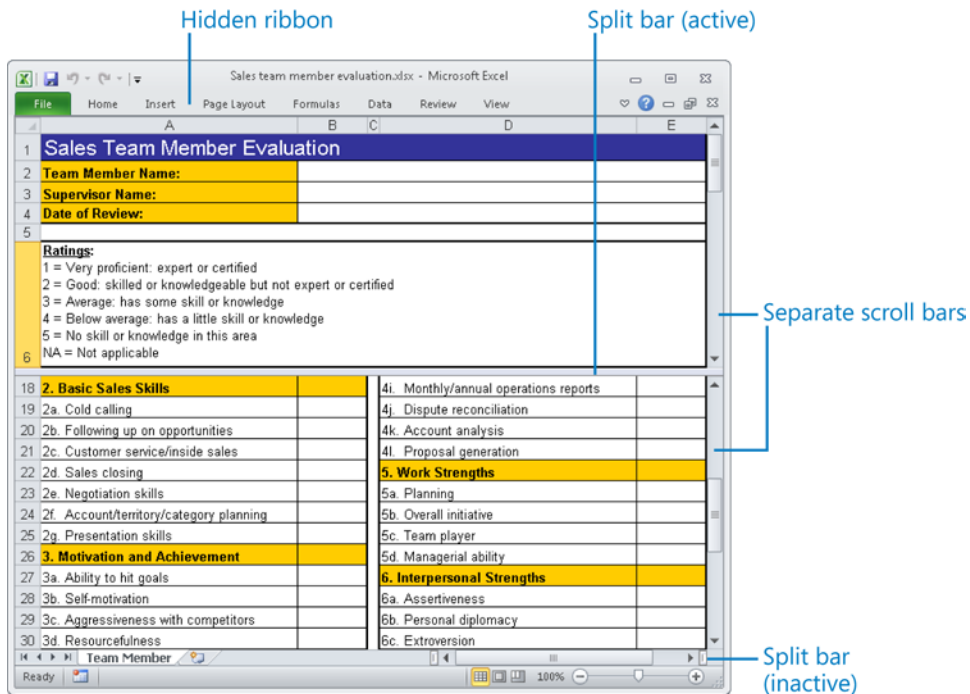 Hidden ribbon
Split bar (active)
Sales team member evaluation.xlsx - Microsoft Excel
File Home Insert Page Layout Formulas Data Review View
A B C D E
1 Sales Team Member Evaluation
2 Team Member Name:
3 Supervisor Name:
4 Date of Review:
5
Ratings:
1 = Very proficient: expert or certified
2 = Good: skilled or knowledgeable but not expert or certified
3 = Average: has some skill or knowledge
4 = Below average: has a little skill or knowledge
5 = No skill or knowledge in this area
6 NA = Not applicable
Separate scroll bars
18 2. Basic Sales Skills 4i. Monthly/annual operations reports
19 2a. Cold calling 4j. Dispute reconciliation
20 2b. Following up on opportunities 4k. Account analysis
21 2c. Customer service/inside sales 4l. Proposal generation
22 2d. Sales closing 5. Work Strengths
23 2e. Negotiation skills 5a. Planning
24 2f. Account/territory/category planning 5b. Overall initiative
25 2g. Presentation skills 5c. Team player
26 3. Motivation and Achievement 5d. Managerial ability
27 3a. Ability to hit goals 6. Interpersonal Strengths
28 3b. Self-motivation 6a. Assertiveness
29 3c. Aggressiveness with competitors 6b. Personal diplomacy
30 3d. Resourcefulness 6c. Extroversion
Team Member
Ready 100%
Split bar
(inactive)